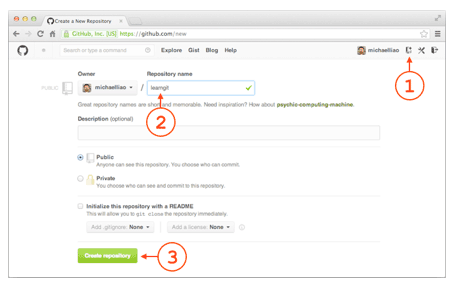 Create a New Repository
GitHub, Inc. [US] https://github.com/new
Search or type a command
Explore Gist Blog Help
michaelliao
1
Owner
Repository name
PUBLIC
michaelliao / learngit
Great repository names are short and memorable. Need inspiration? How about psychic-computing-machine.
2
Description (optional)
Public
Anyone can see this repository. You choose who can commit.
Private
You choose who can see and commit to this repository.
Initialize this repository with a README
This will allow you to git clone the repository immediately.
Add .gitignore: None
Add a license: None
Create repository
3